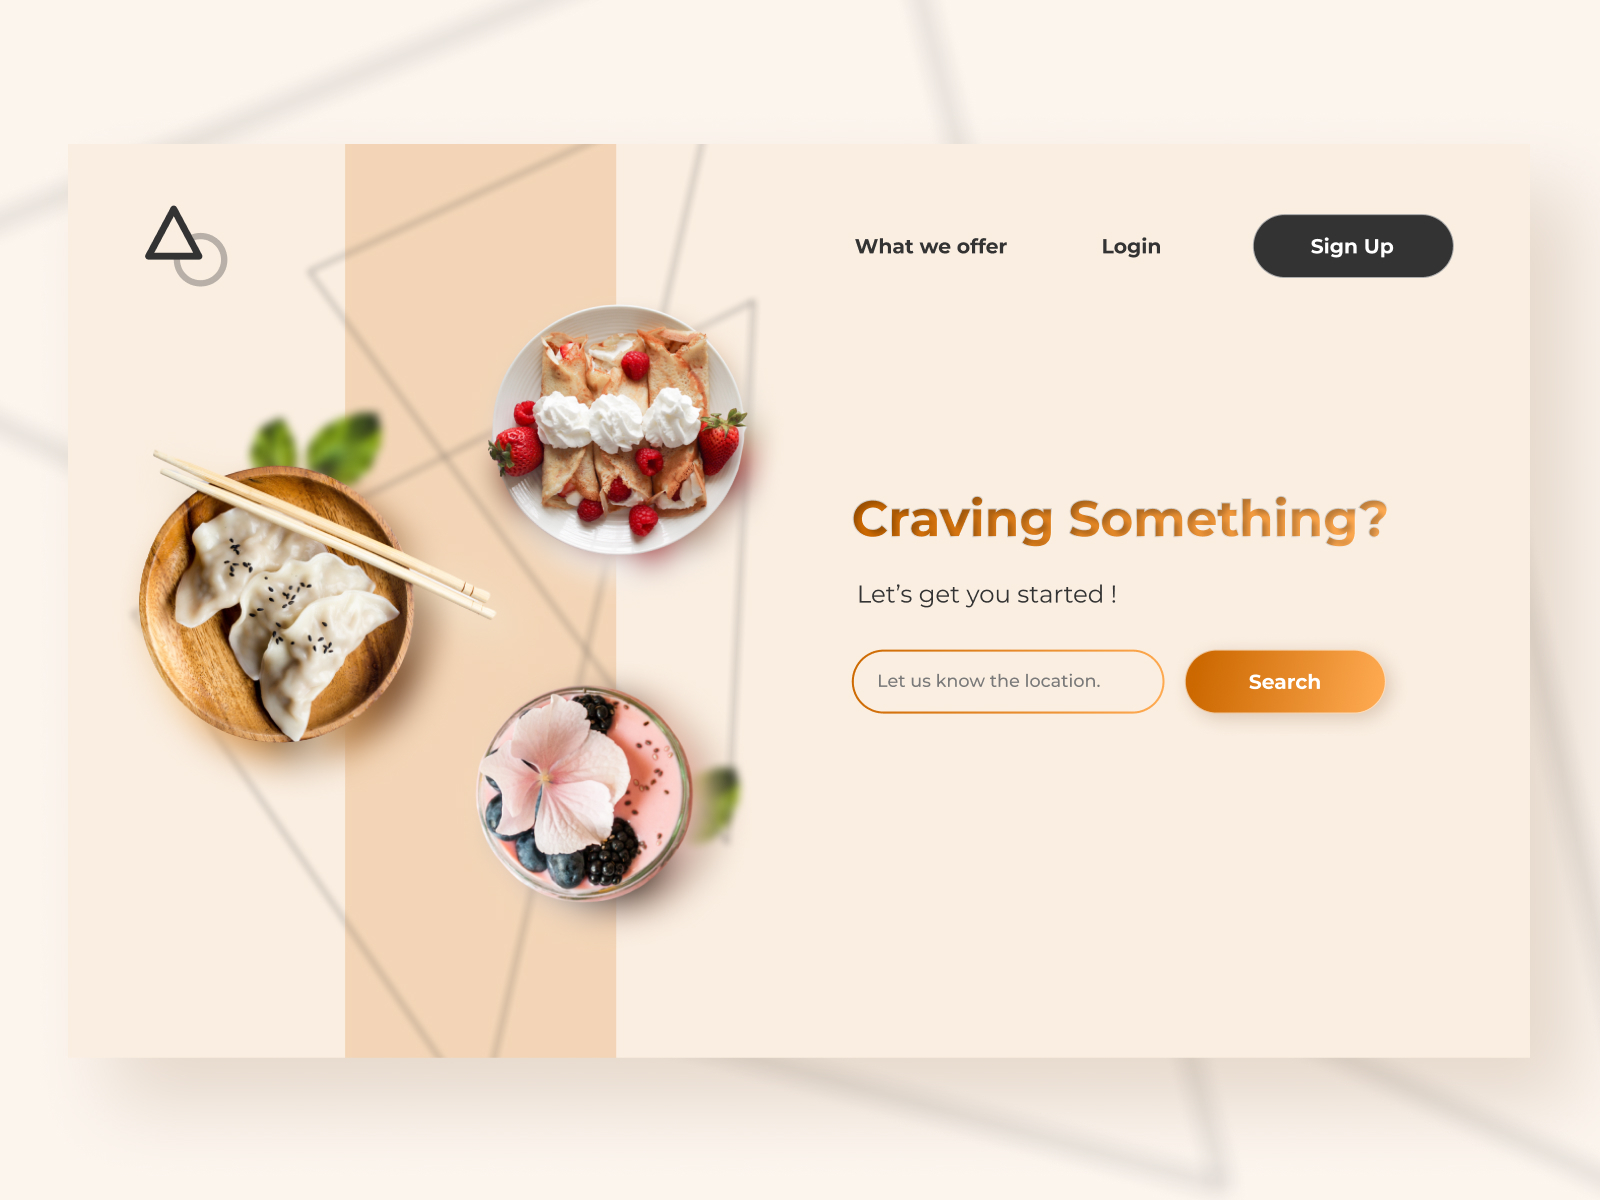 What we offer
Login
Sign Up
Craving Something?
Let’s get you started !
Let us know the location.
Search